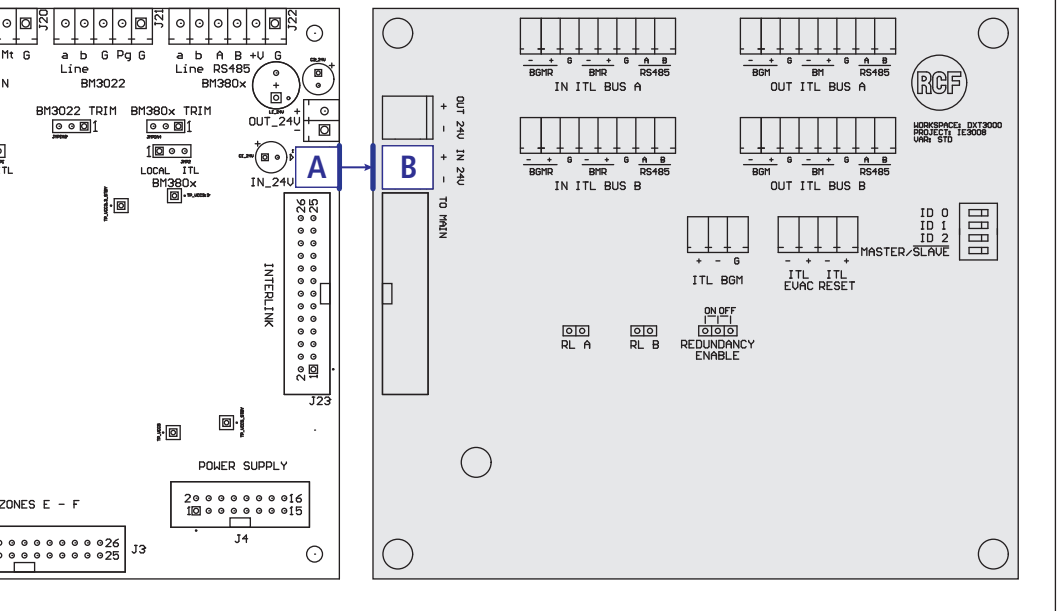 J20
J21
J22
Mt G
a b G Pg G
a b A B +V G
Line
Line RS485
N
BM3022
BM380x
OUT_24V
+
-
BM3022 TRIM
BM380x TRIM
1
1
1
TL
LOCAL ITL
BM380x
IN_24V
A
26
25
INTERLINK
2
1
J23
POWER SUPPLY
2 16
1 15
J4
ZONES E - F
26
25
J3
- + G - + G A B
BGMR BMR RS485
IN ITL BUS A
- + G - + G A B
BGM BM RS485
OUT ITL BUS A
RCF
WORKSPACE: DXT3000
PROJECT: IE3008
VAR: STD
+ - OUT 24V
B
+ - IN 24V
TO MAIN
- + G - + G A B
BGMR BMR RS485
IN ITL BUS B
- + G - + G A B
BGM BM RS485
OUT ITL BUS B
ID 0
ID 1
ID 2
MASTER/SLAVE
+ - G
ITL BGM
- + - +
ITL ITL
EVAC RESET
ON OFF
RL A
RL B
REDUNDANCY
ENABLE